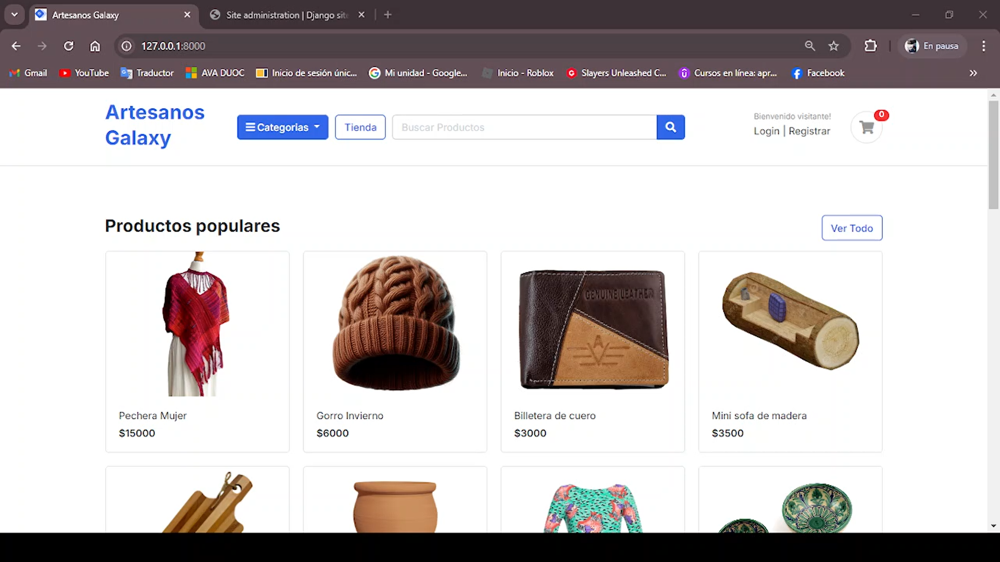 Artesanos Galaxy
Site administration | Django site
127.0.0.1:8000
En pausa
Gmail
YouTube
Traductor
AVA DUOC
Inicio de sesión únic...
Mi unidad - Google...
Inicio - Roblox
Slayers Unleashed C...
Cursos en línea: apr...
Facebook
Artesanos
Galaxy
Categorias
Tienda
Buscar Productos
Bienvenido visitante!
Login | Registrar
0
Productos populares
Ver Todo
GENUINE LEATHER
Pechera Mujer
$15000
Gorro Invierno
$6000
Billetera de cuero
$3000
Mini sofa de madera
$3500